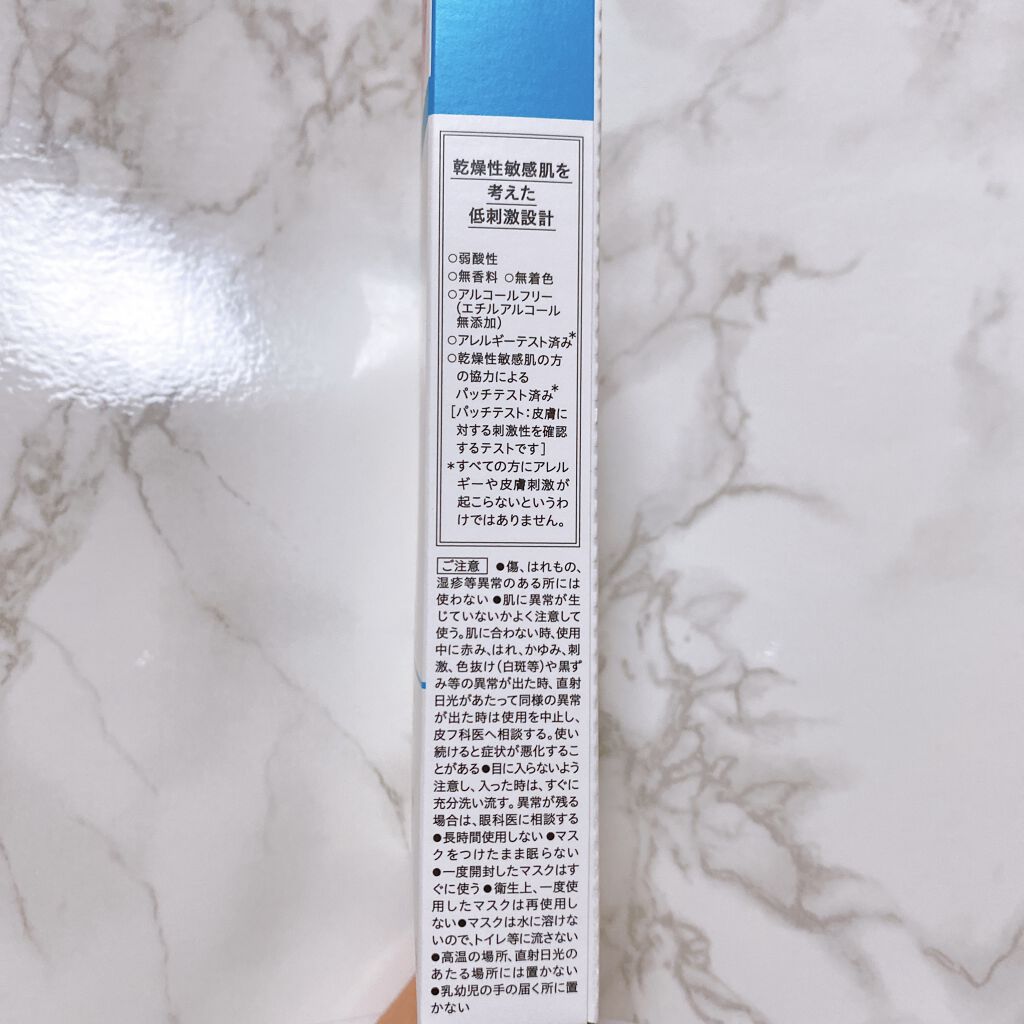 乾燥性敏感肌を
考えた
低刺激設計
○弱酸性
○無香料 ○無着色
○アルコールフリー
(エチルアルコール
無添加)
○アレルギーテスト済み*
○乾燥性敏感肌の方
の協力による
パッチテスト済み*
[パッチテスト:皮膚に
対する刺激性を確認
するテストです]
*すべての方にアレル
ギーや皮膚刺激が
起こらないというわ
けではありません。
ご注意 ●傷、はれもの、
湿疹等異常のある所には
使わない ●肌に異常が生
じていないかよく注意して
使う。肌に合わない時、使用
中に赤み、はれ、かゆみ、刺
激、色抜け(白斑等)や黒ず
み等の異常が出た時、直射
日光があたって同様の異常
が出た時は使用を中止し、
皮フ科医へ相談する。使い
続けると症状が悪化するこ
とがある ●目に入らないよう
注意し、入った時は、すぐに
充分洗い流す。異常が残る
場合は、眼科医に相談する
●長時間使用しない ●マス
クをつけたまま眠らない
●一度開封したマスクはす
ぐに使う ●衛生上、一度使
用したマスクは再使用し
ない ●マスクは水に溶けな
いので、トイレ等に流さない
●高温の場所、直射日光の
あたる場所には置かない
●乳幼児の手の届く所に置
かない